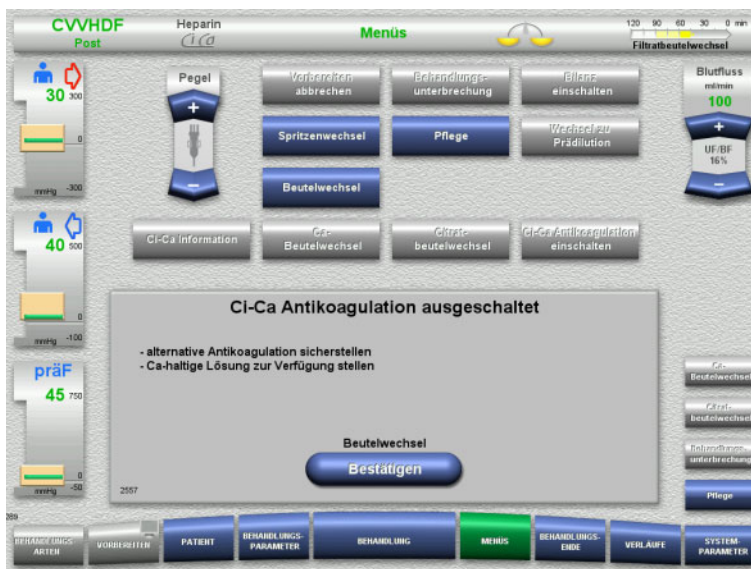 CVVHDF
Post
Heparin
Ci Ca
Menüs
120 90 60 30 0 min
Filtratbeutelwechsel
30 300
0
mmHg -300
Pegel
+
−
Vorbereiten
abbrechen
Behandlungs-
unterbrechung
Bilanz
einschalten
Spritzenwechsel
Pflege
Wechsel zu
Prädilution
Beutelwechsel
Blutfluss
ml/min
100
+
UF/BF
16%
−
40 500
0
mmHg -100
Ci-Ca Information
Ca-
Beutelwechsel
Citrat-
beutelwechsel
Ci-Ca Antikoagulation
einschalten
präF
45 750
0
mmHg -50
Ci-Ca Antikoagulation ausgeschaltet
- alternative Antikoagulation sicherstellen
- Ca-haltige Lösung zur Verfügung stellen
Beutelwechsel
Bestätigen
2557
Ca-
Beutelwechsel
Citrat-
beutelwechsel
Behandlungs-
unterbrechung
Pflege
BEHANDLUNGS-
ARTEN
VORBEREITEN
PATIENT
BEHANDLUNGS-
PARAMETER
BEHANDLUNG
MENÜS
BEHANDLUNGS-
ENDE
VERLÄUFE
SYSTEM-
PARAMETER